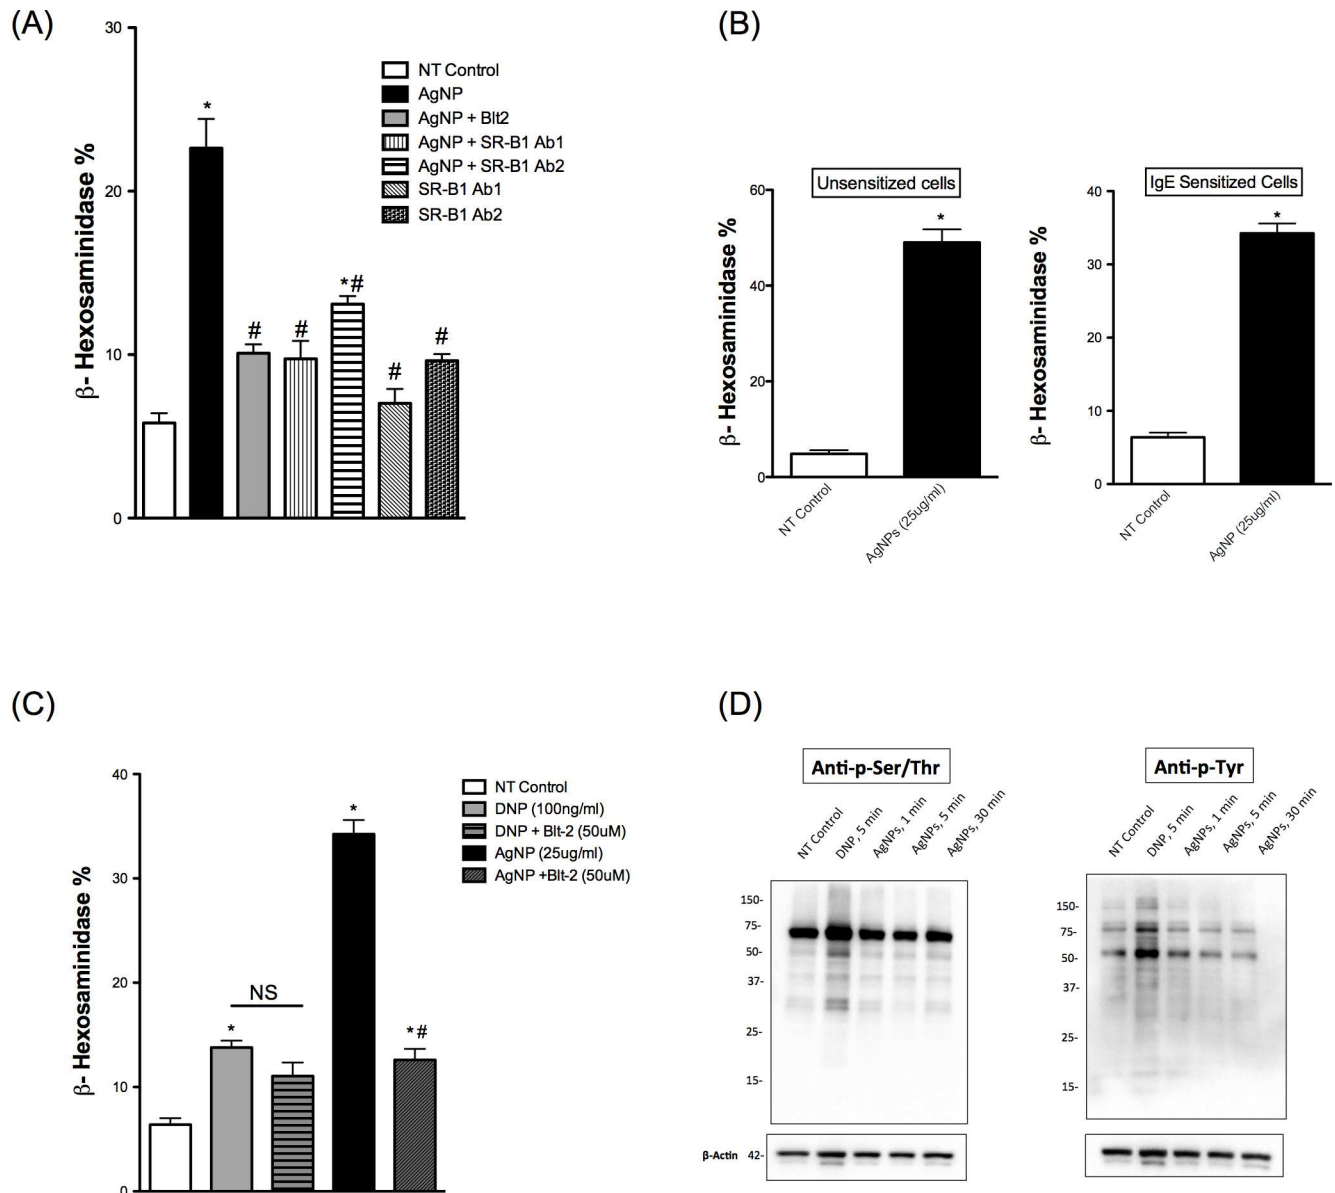 (A)
β- Hexosaminidase %
30
20
10
0
*
#
#
*#
#
#
NT Control
AgNP
AgNP + Blt2
AgNP + SR-B1 Ab1
AgNP + SR-B1 Ab2
SR-B1 Ab1
SR-B1 Ab2
(B)
Unsensitized cells
β- Hexosaminidase %
60
40
20
0
*
NT Control
AgNPs (25ug/ml)
IgE Sensitized Cells
β- Hexosaminidase %
40
30
20
10
0
*
NT Control
AgNP (25ug/ml)
(C)
β- Hexosaminidase %
40
30
20
10
0
*
NS
*
*#
NT Control
DNP (100ng/ml)
DNP + Blt-2 (50uM)
AgNP (25ug/ml)
AgNP +Blt-2 (50uM)
(D)
Anti-p-Ser/Thr
NT Control
DNP, 5 min
AgNPs, 1 min
AgNPs, 5 min
AgNPs, 30 min
150-
75-
50-
37-
25-
15-
β-Actin 42-
Anti-p-Tyr
NT Control
DNP, 5 min
AgNPs, 1 min
AgNPs, 5 min
AgNPs, 30 min
150-
75-
50-
37-
25-
15-